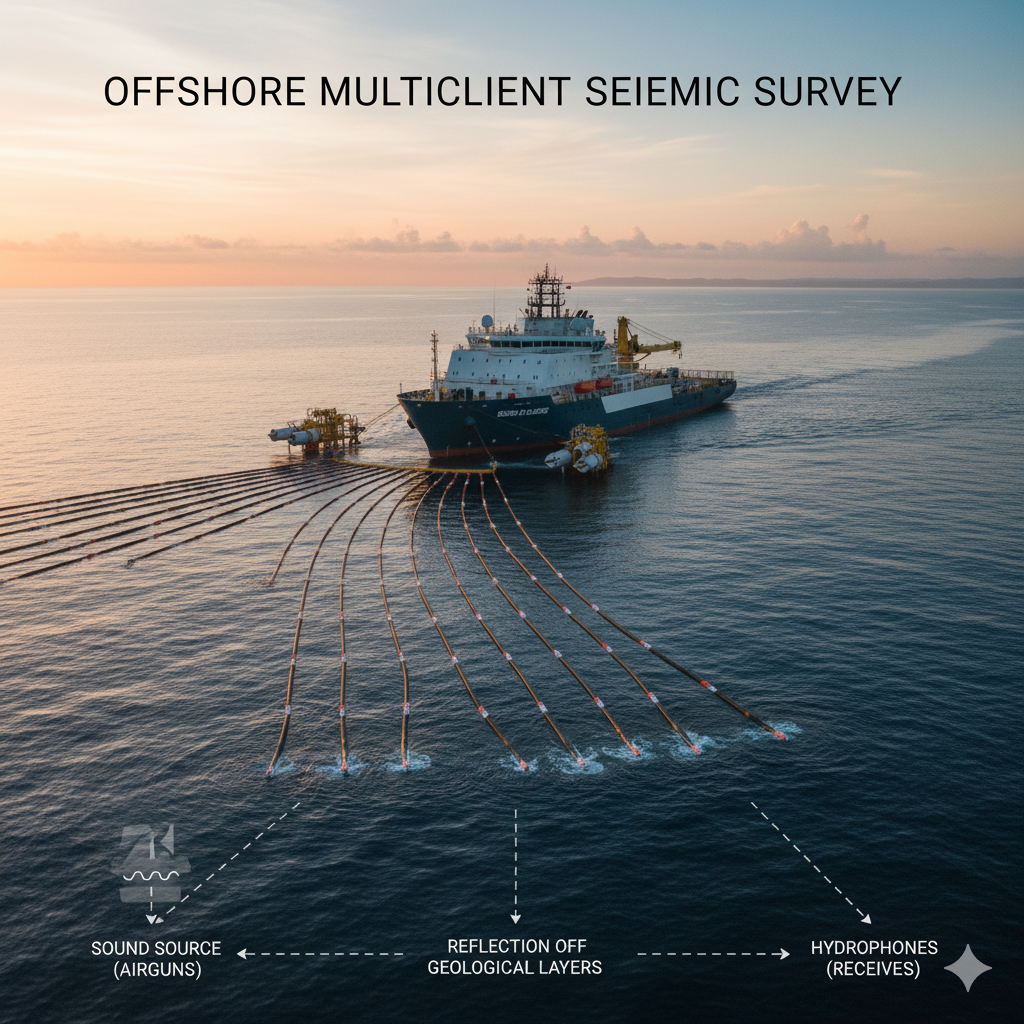 OFFSHORE MULTICLIENT SEIEMIC SURVEY
SOUND SOURCE
(AIRGUNS)
REFLECTION OFF
GEOLOGICAL LAYERS
HYDROPHONES
(RECEIVES)